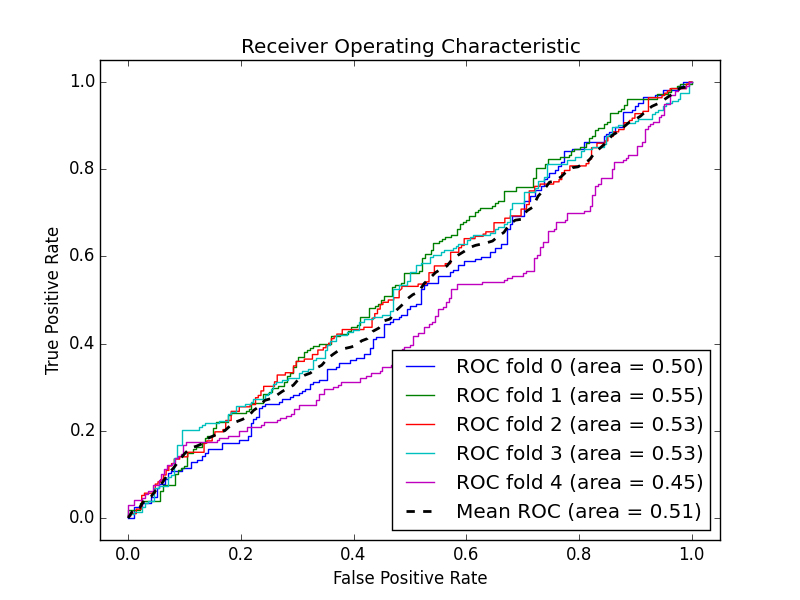 Receiver Operating Characteristic
True Positive Rate
1.0
0.8
0.6
0.4
0.2
0.0
ROC fold 0 (area = 0.50)
ROC fold 1 (area = 0.55)
ROC fold 2 (area = 0.53)
ROC fold 3 (area = 0.53)
ROC fold 4 (area = 0.45)
Mean ROC (area = 0.51)
0.0 0.2 0.4 0.6 0.8 1.0
False Positive Rate